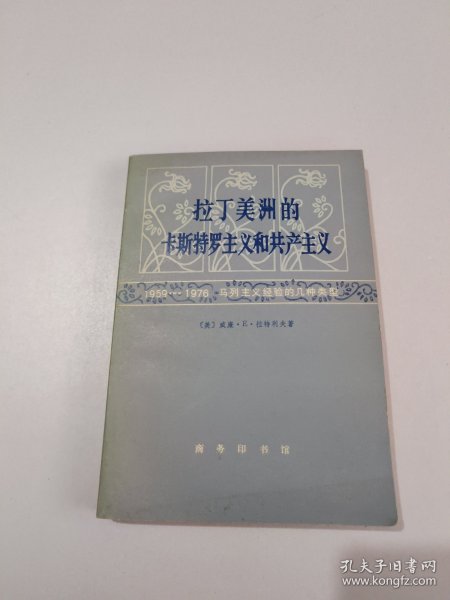 拉丁美洲的
卡斯特罗主义和共产主义
1959—1976 马列主义经验的几种类型
〔美〕威廉·E·拉特利夫著
商务印书馆
孔夫子旧书网
www.kongfz.com